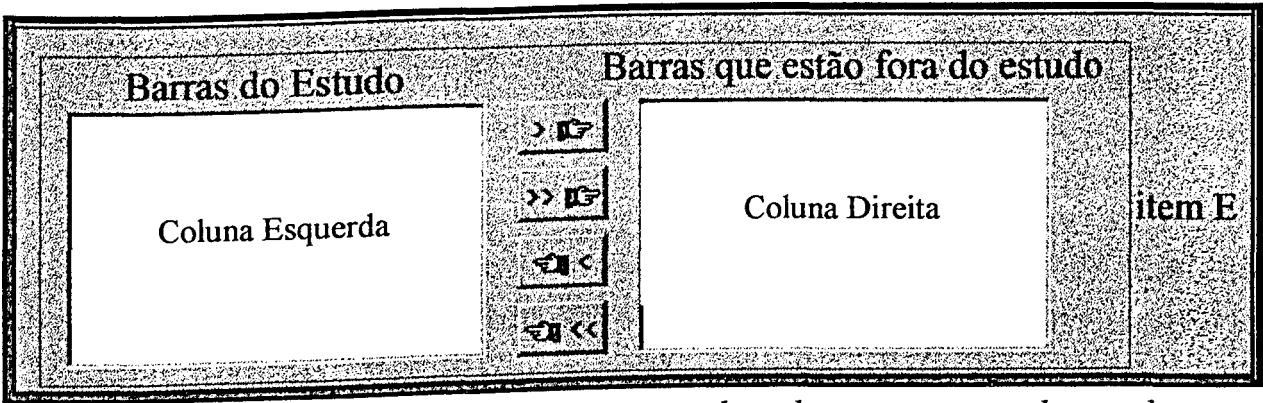 Barras do Estudo
Barras que estão fora do estudo
Coluna Esquerda
>
>>
<
<<
Coluna Direita
item E